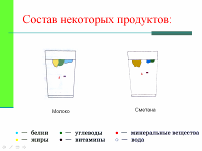 Состав некоторых продуктов:
Молоко
Сметана
— белки — углеводы — минеральные вещества
— жиры — витамины — вода